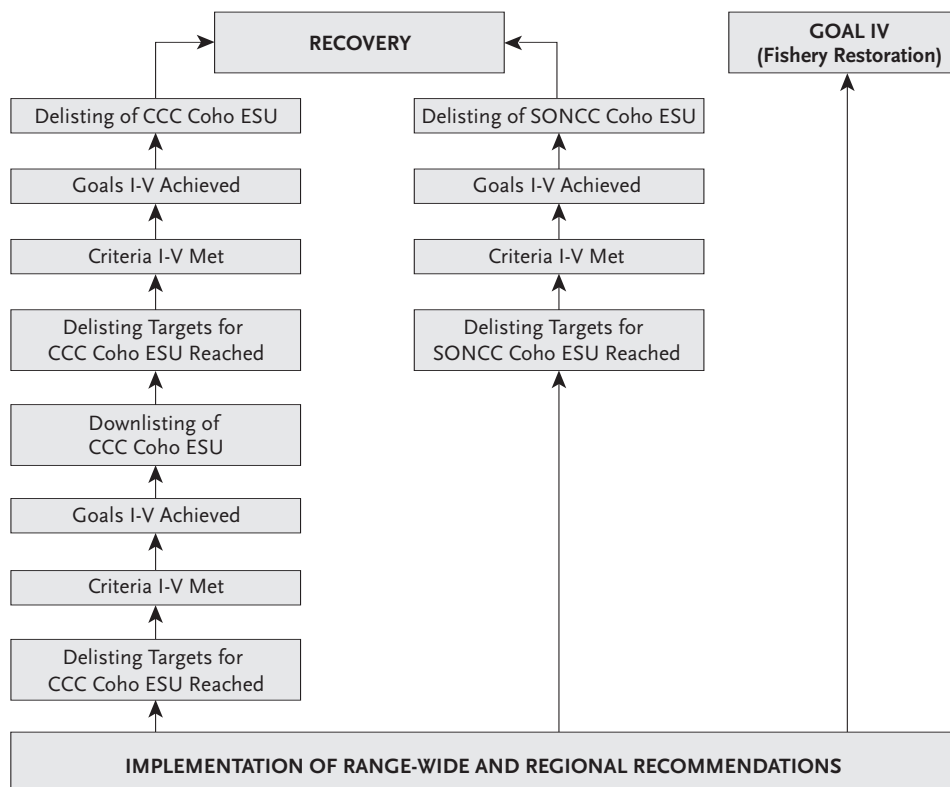 RECOVERY
GOAL IV
(Fishery Restoration)
Delisting of CCC Coho ESU
Delisting of SONCC Coho ESU
Goals I-V Achieved
Goals I-V Achieved
Criteria I-V Met
Criteria I-V Met
Delisting Targets for
CCC Coho ESU Reached
Delisting Targets for
SONCC Coho ESU Reached
Downlisting of
CCC Coho ESU
Goals I-V Achieved
Criteria I-V Met
Delisting Targets for
CCC Coho ESU Reached
IMPLEMENTATION OF RANGE-WIDE AND REGIONAL RECOMMENDATIONS